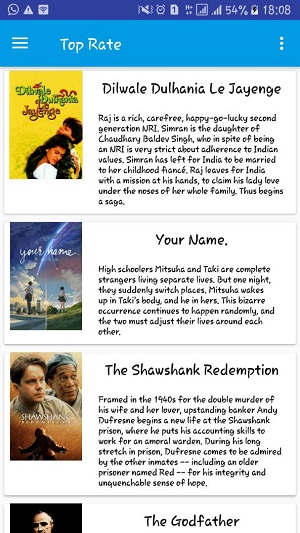 54% 18:08
Top Rate
Dilwale Dulhania Le Jayenge
Dilwale
Dulhania
Le
Jayenge
Raj is a rich, carefree, happy-go-lucky second
generation NRI. Simran is the daughter of
Chaudhary Baldev Singh, who in spite of being
an NRI is very strict about adherence to Indian
values. Simran has left for India to be married
to her childhood fiancé. Raj leaves for India
with a mission at his hands, to claim his lady love
under the noses of her whole family. Thus begins
a saga.
Your Name.
your name.
High schoolers Mitsuha and Taki are complete
strangers living separate lives. But one night,
they suddenly switch places. Mitsuha wakes
up in Taki's body, and he in hers. This bizarre
occurrence continues to happen randomly, and
the two must adjust their lives around each
other.
The Shawshank Redemption
SHAWSHANK
REDEMPTION
Framed in the 1940s for the double murder of
his wife and her lover, upstanding banker Andy
Dufresne begins a new life at the Shawshank
prison, where he puts his accounting skills to
work for an amoral warden. During his long
stretch in prison, Dufresne comes to be admired
by the other inmates -- including an older
prisoner named Red -- for his integrity and
unquenchable sense of hope.
The Godfather